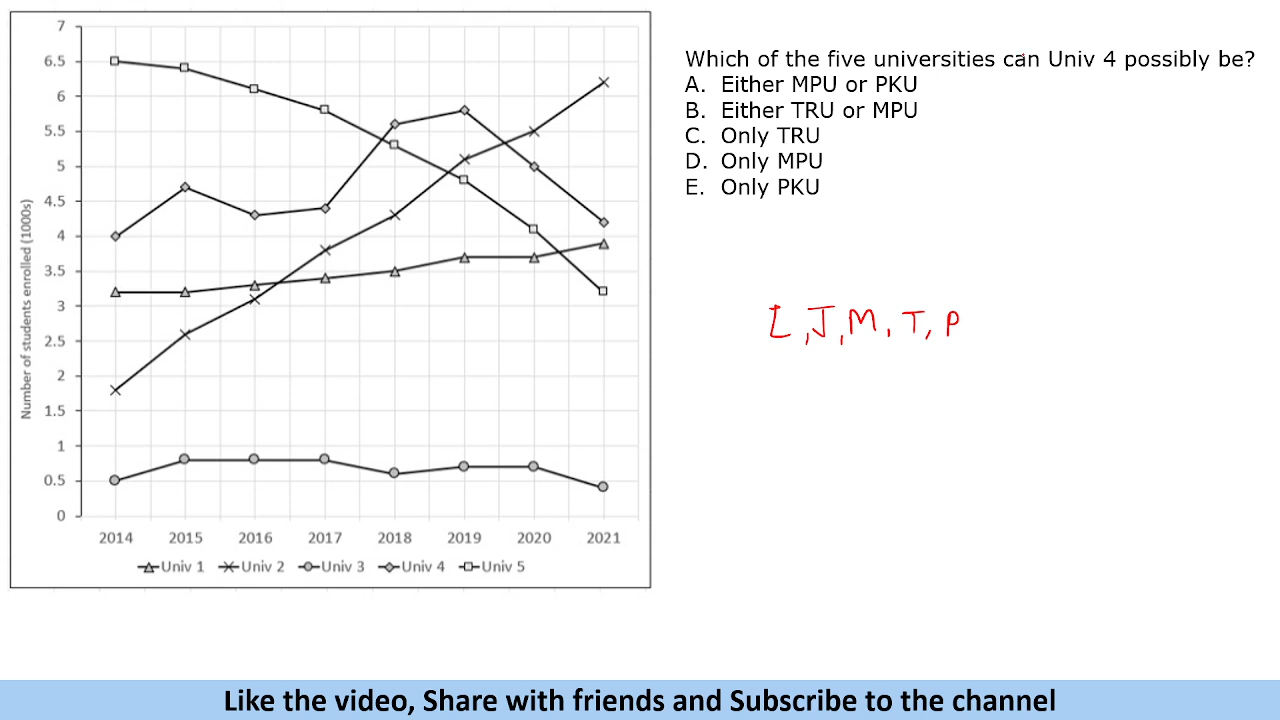 7
6.5
6
5.5
5
4.5
4
3.5
3
2.5
2
1.5
1
0.5
0
Number of students enrolled (1000s)
2014 2015 2016 2017 2018 2019 2020 2021
Univ 1 Univ 2 Univ 3 Univ 4 Univ 5
Which of the five universities can Univ 4 possibly be?
A. Either MPU or PKU
B. Either TRU or MPU
C. Only TRU
D. Only MPU
E. Only PKU
L, J, M, T, P
Like the video, Share with friends and Subscribe to the channel